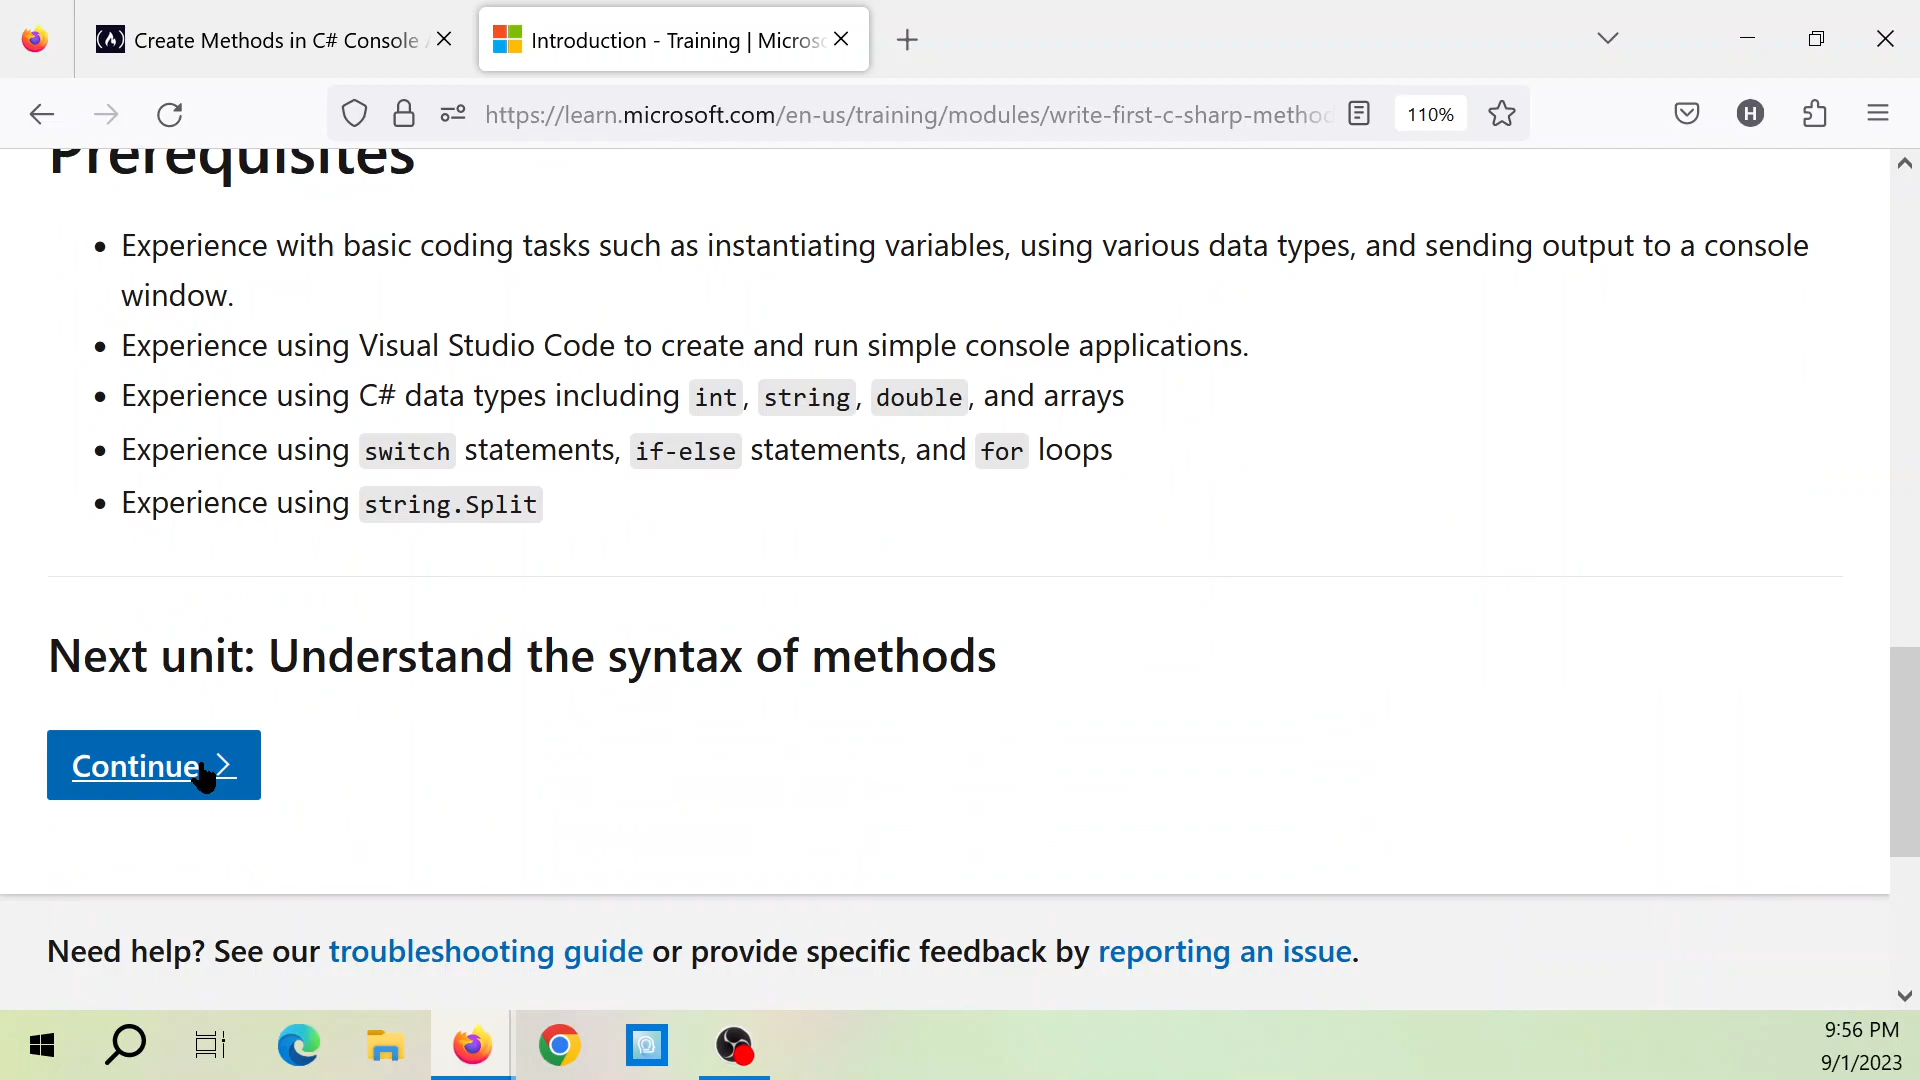 Create Methods in C# Console
Introduction - Training | Micros
https://learn.microsoft.com/en-us/training/modules/write-first-c-sharp-method
110%
H
Prerequisites
• Experience with basic coding tasks such as instantiating variables, using various data types, and sending output to a console
window.
• Experience using Visual Studio Code to create and run simple console applications.
• Experience using C# data types including int, string, double, and arrays
• Experience using switch statements, if-else statements, and for loops
• Experience using string.Split
Next unit: Understand the syntax of methods
Continue >
Need help? See our troubleshooting guide or provide specific feedback by reporting an issue.
9:56 PM
9/1/2023